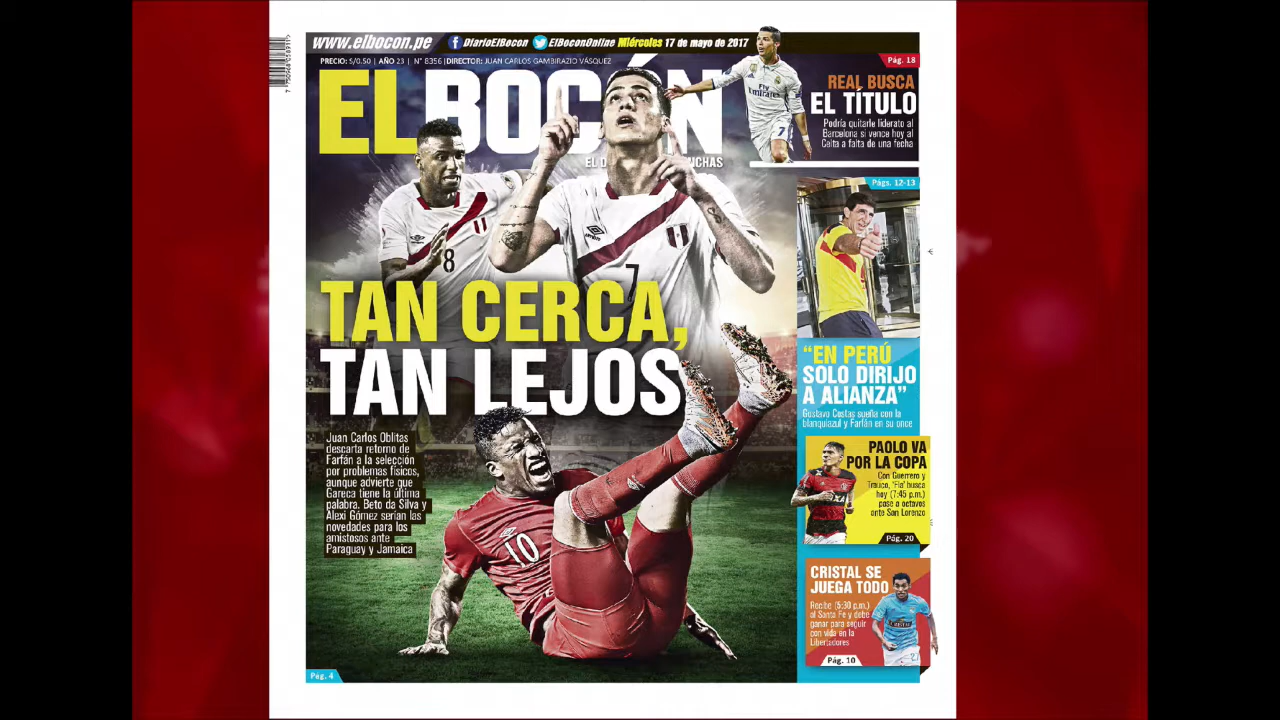 www.elbocon.pe DiarioElBocon ElBoconOnline Miércoles 17 de mayo de 2017
PRECIO: S/0.50 | AÑO 23 | N° 8356 | DIRECTOR: JUAN CARLOS GAMBIRAZIO VÁSQUEZ
EL BOCÓN
Pág. 18
REAL BUSCA
EL TÍTULO
Podría quitarle liderato al
Barcelona si vence hoy al
Celta a falta de una fecha
Págs. 12-13
8
7
7
TAN CERCA,
TAN LEJOS
Juan Carlos Oblitas
descarta retorno de
Farfán a la selección
por problemas físicos,
aunque advierte que
Gareca tiene la última
palabra. Beto da Silva y
Alexi Gómez serían las
novedades para los
amistosos ante
Paraguay y Jamaica
10
Pág. 4
“EN PERÚ
SOLO DIRIJO
A ALIANZA”
Gustavo Costas sueña con la
blanquiazul y Farfán en su once
PAOLO VA
POR LA COPA
Con Guerrero y
Trauco, ‘Fla’ busca
hoy (7:45 p.m.)
pase a octavos
ante San Lorenzo
Pág. 20
CRISTAL SE
JUEGA TODO
Recibe (5:30 p.m.)
al Santa Fe y debe
ganar para seguir
con vida en la
Libertadores
Pág. 10